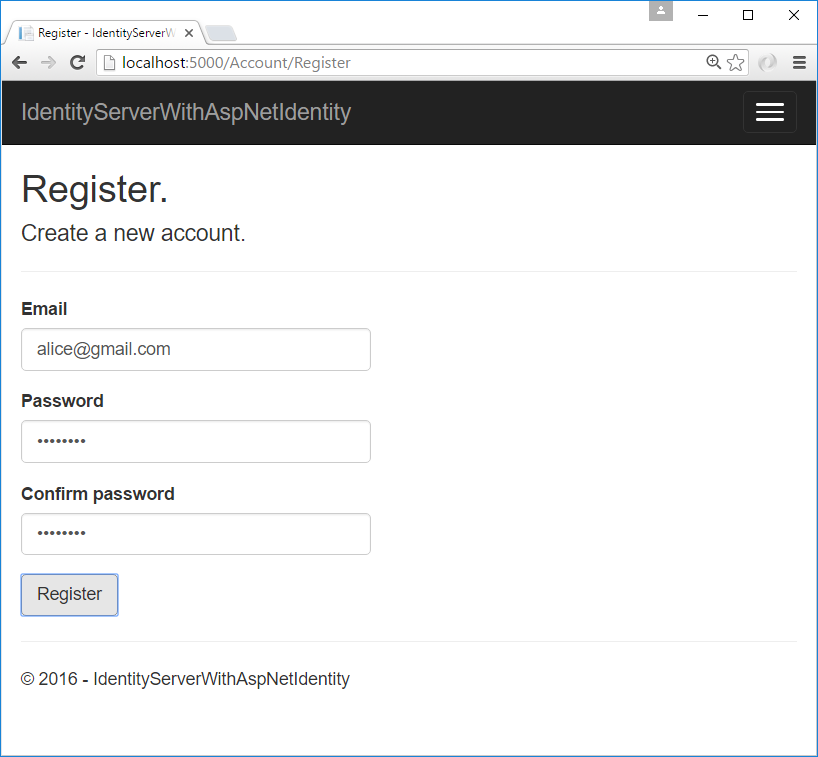 Register - IdentityServerW
localhost:5000/Account/Register
IdentityServerWithAspNetIdentity
Register.
Create a new account.
Email
alice@gmail.com
Password
••••••••
Confirm password
••••••••
Register
© 2016 - IdentityServerWithAspNetIdentity